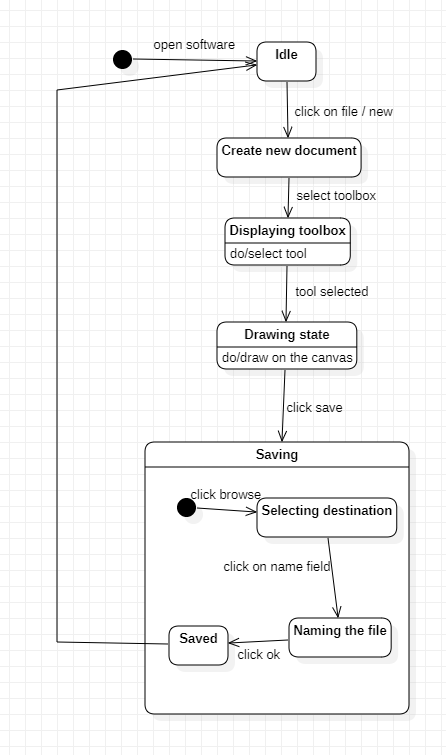 open software
Idle
click on file / new
Create new document
select toolbox
Displaying toolbox
do/select tool
tool selected
Drawing state
do/draw on the canvas
click save
Saving
click browse
Selecting destination
click on name field
Naming the file
Saved
click ok